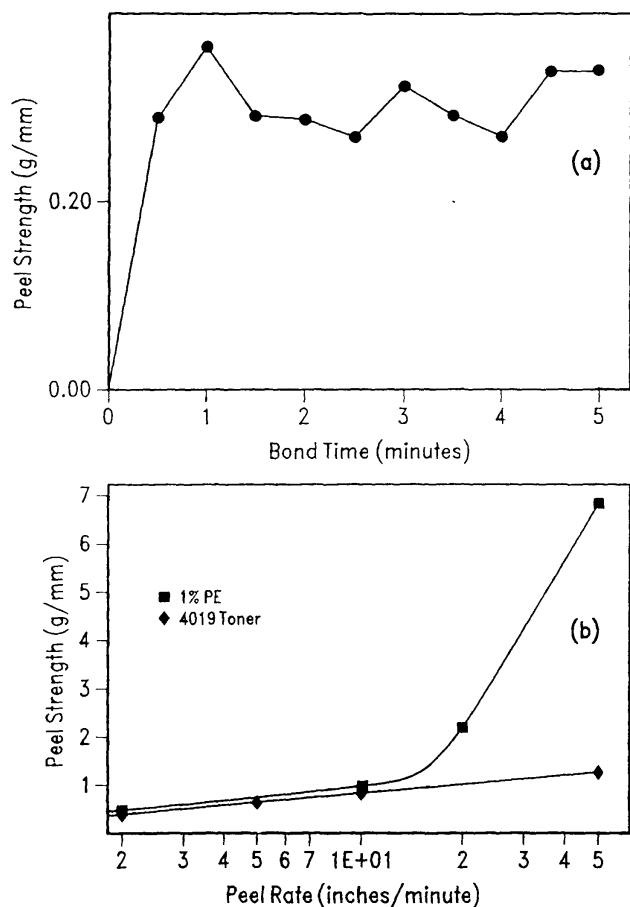 Peel Strength (g/mm)
0.20
0.00
(a)
0 1 2 3 4 5
Bond Time (minutes)
Peel Strength (g/mm)
7
6
5
4
3
2
1
1% PE
4019 Toner
(b)
2 3 4 5 6 7 1E+01 2 3 4 5
Peel Rate (inches/minute)